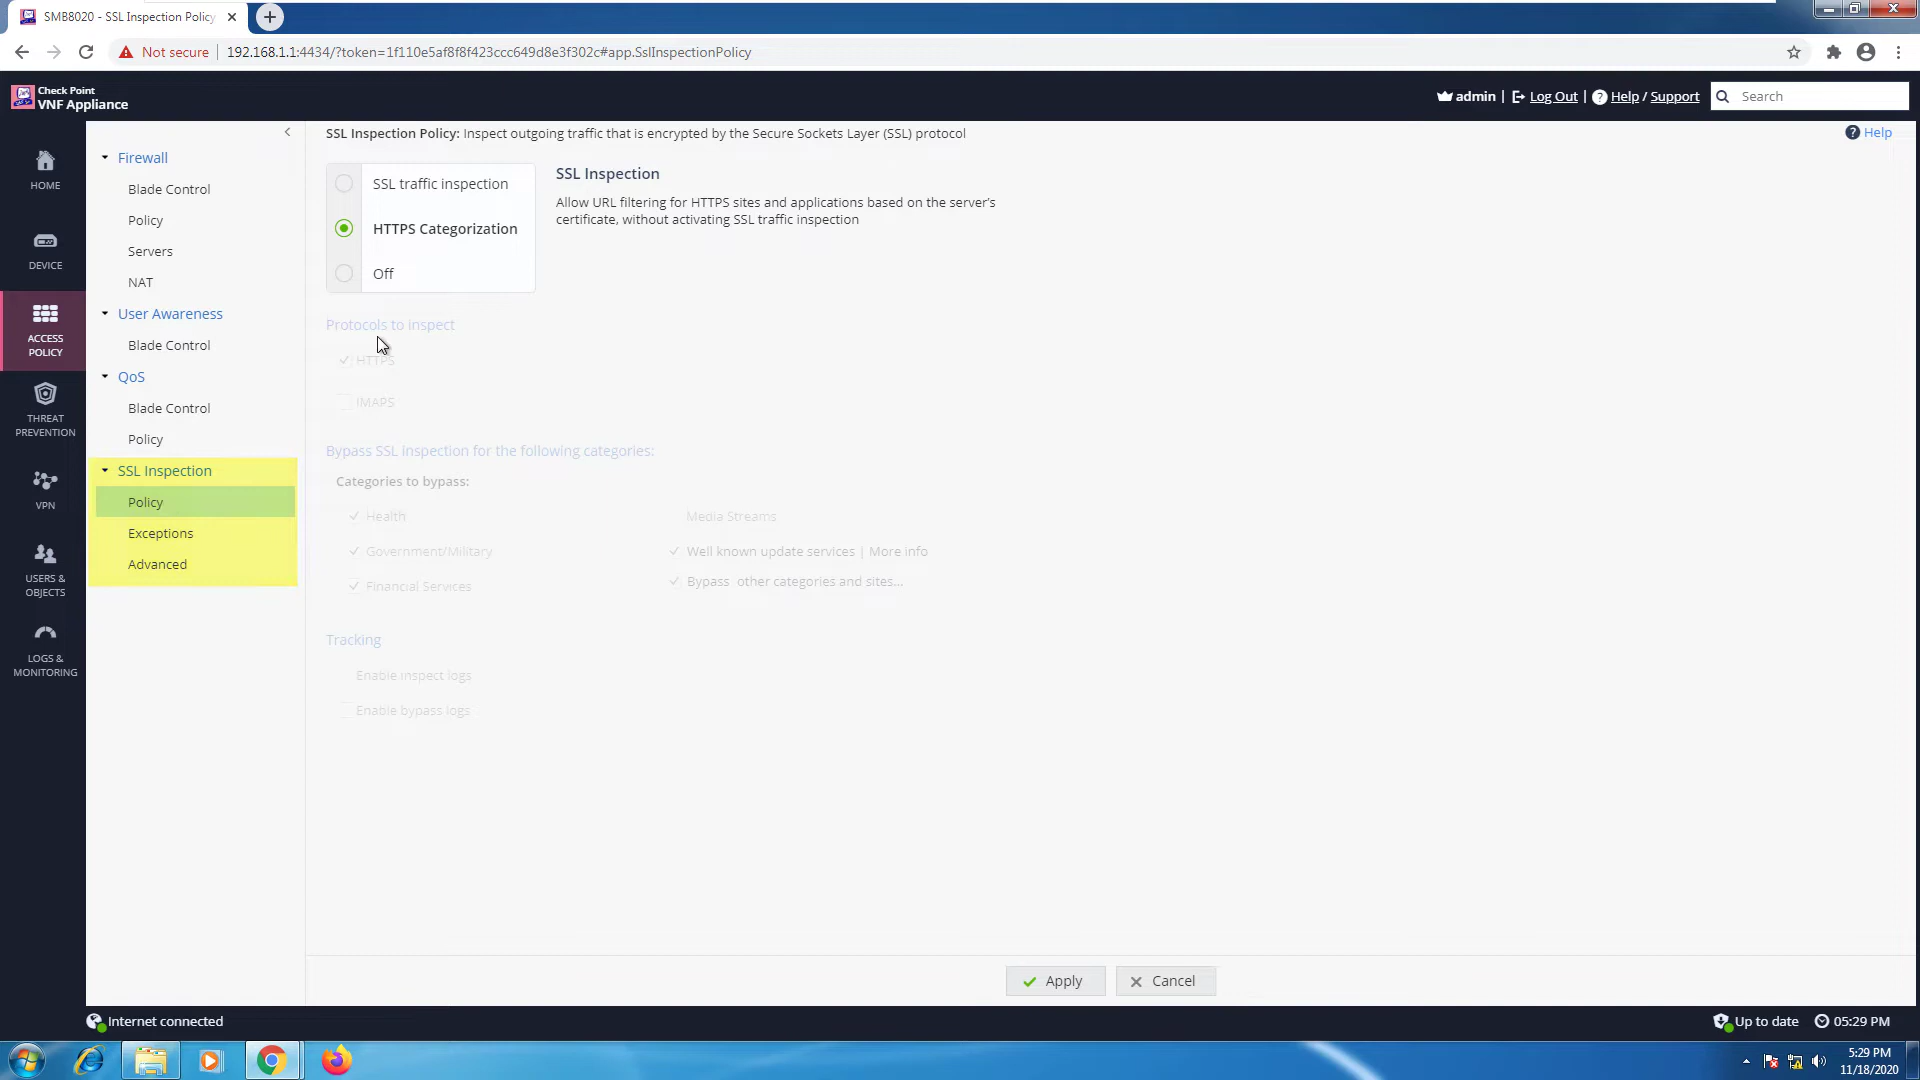 SMB8020 - SSL Inspection Policy
Not secure
192.168.1.1:4434/?token=1f110e5af8f8f423ccc649d8e3f302c#app.SslInspectionPolicy
Check Point
VNF Appliance
admin | Log Out | Help / Support
Search
HOME
DEVICE
ACCESS
POLICY
THREAT
PREVENTION
VPN
USERS &
OBJECTS
LOGS &
MONITORING
Firewall
Blade Control
Policy
Servers
NAT
User Awareness
Blade Control
QoS
Blade Control
Policy
SSL Inspection
Policy
Exceptions
Advanced
SSL Inspection Policy: Inspect outgoing traffic that is encrypted by the Secure Sockets Layer (SSL) protocol
Help
SSL traffic inspection
HTTPS Categorization
Off
SSL Inspection
Allow URL filtering for HTTPS sites and applications based on the server's
certificate, without activating SSL traffic inspection
Protocols to inspect
HTTPS
IMAPS
Bypass SSL inspection for the following categories:
Categories to bypass:
Health
Government/Military
Financial Services
Media Streams
Well known update services | More info
Bypass other categories and sites...
Tracking
Enable inspect logs
Enable bypass logs
Apply
Cancel
Internet connected
Up to date
05:29 PM
5:29 PM
11/18/2020